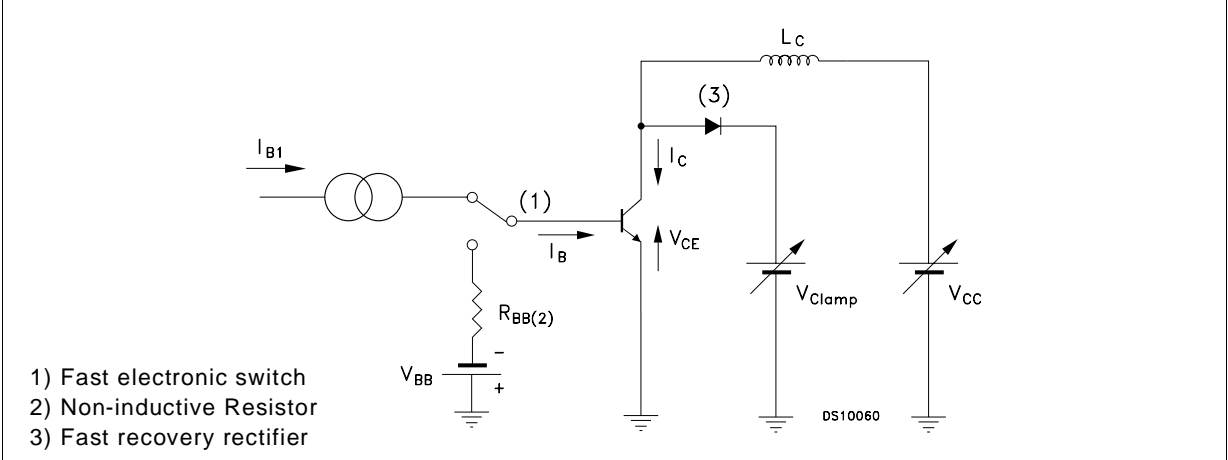 L_C
(3)
I_B1
I_C
(1)
V_CE
I_B
V_Clamp
V_CC
R_BB(2)
−
V_BB
+
DS10060
1) Fast electronic switch
2) Non-inductive Resistor
3) Fast recovery rectifier